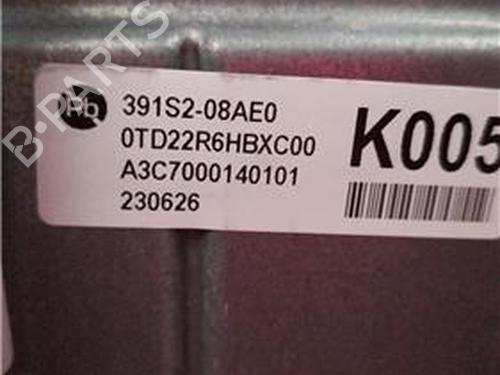 B-PARTS
Pb
391S2-08AE0
0TD22R6HBXC00
A3C7000140101
230626
K005